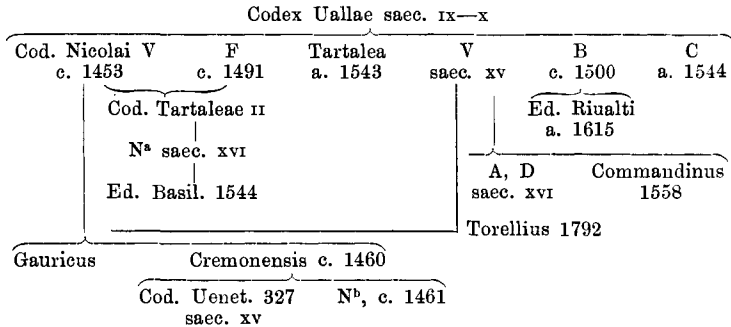 Codex Uallae saec. IX—X
Cod. Nicolai V F Tartalea V B C
c. 1453 c. 1491 a. 1543 saec. XV c. 1500 a. 1544
Cod. Tartaleae II Ed. Riualti
a. 1615
Nᵃ saec. XVI
A, D Commandinus
Ed. Basil. 1544 saec. XVI 1558
Torellius 1792
Gauricus Cremonensis c. 1460
Cod. Uenet. 327 Nᵇ, c. 1461
saec. XV